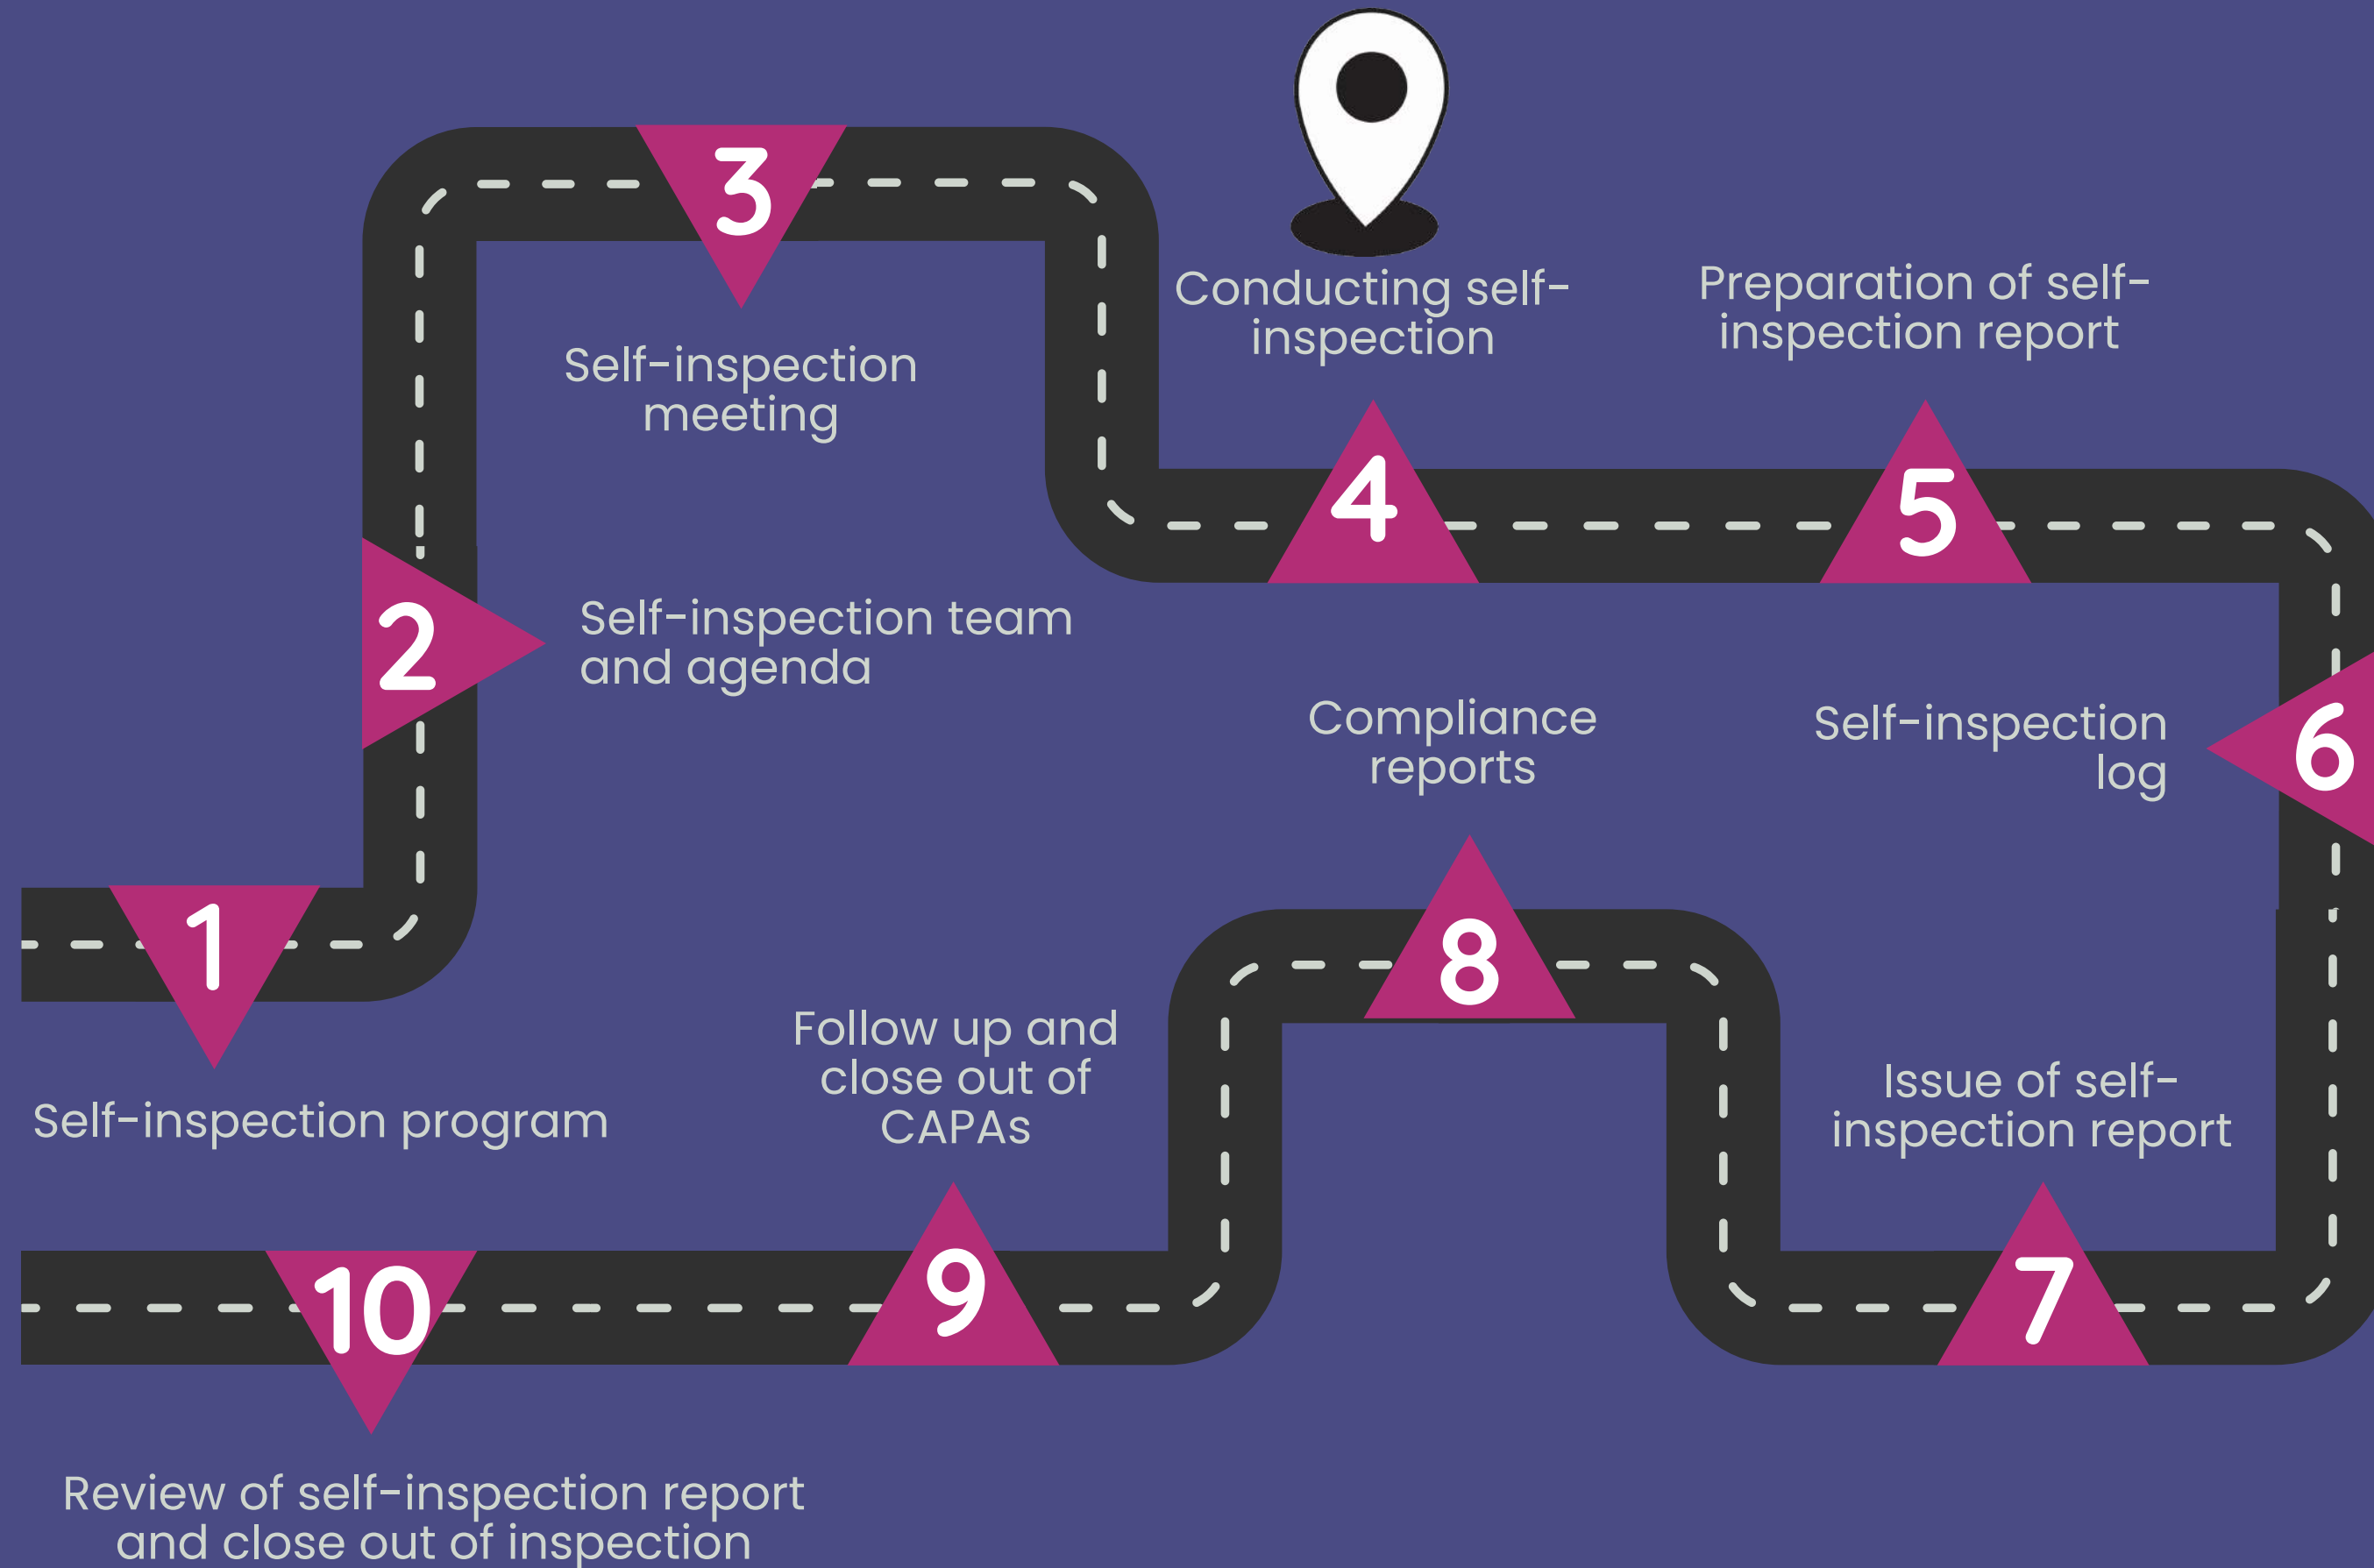 1
Self-inspection program
2
Self-inspection team
and agenda
3
Self-inspection
meeting
4
Conducting self-
inspection
5
Preparation of self-
inspection report
6
Self-inspection
log
7
Issue of self-
inspection report
8
Compliance
reports
9
Follow up and
close out of
CAPAs
10
Review of self-inspection report
and close out of inspection